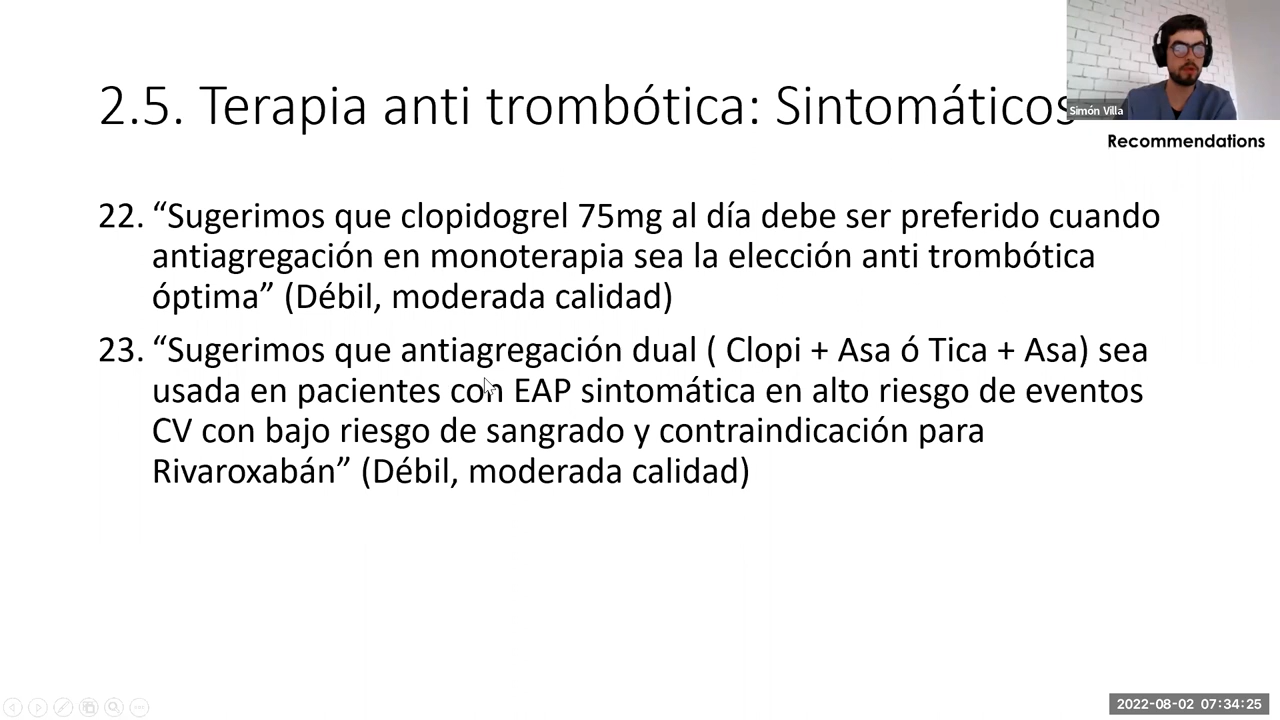 2.5. Terapia anti trombótica: Sintomáticos
Simón Villa
Recommendations
22. “Sugerimos que clopidogrel 75mg al día debe ser preferido cuando
antiagregación en monoterapia sea la elección anti trombótica
óptima” (Débil, moderada calidad)
23. “Sugerimos que antiagregación dual ( Clopi + Asa ó Tica + Asa) sea
usada en pacientes con EAP sintomática en alto riesgo de eventos
CV con bajo riesgo de sangrado y contraindicación para
Rivaroxabán” (Débil, moderada calidad)
2022-08-02 07:34:25